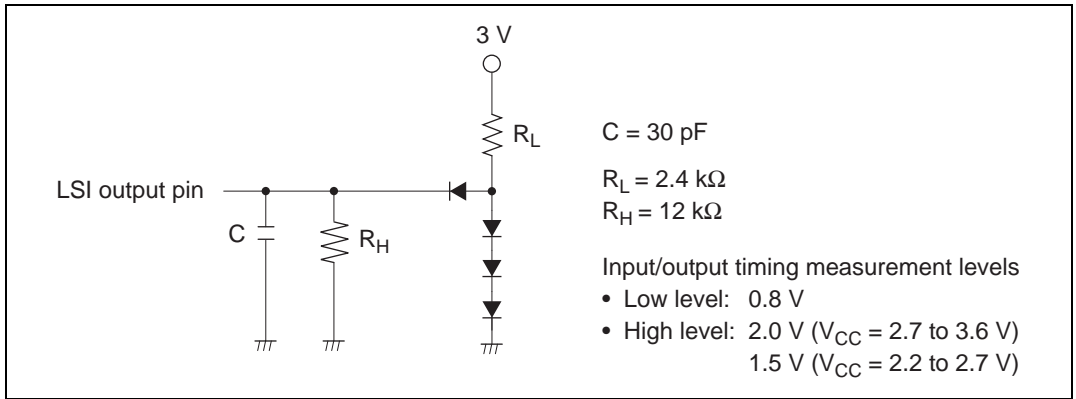 3 V
R_L
C = 30 pF
R_L = 2.4 kΩ
R_H = 12 kΩ
LSI output pin
C
R_H
Input/output timing measurement levels
• Low level: 0.8 V
• High level: 2.0 V (V_CC = 2.7 to 3.6 V)
1.5 V (V_CC = 2.2 to 2.7 V)